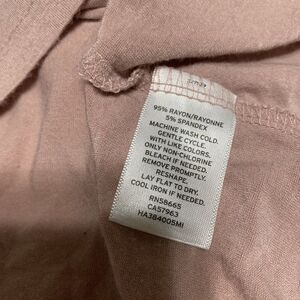 95% RAYON/RAYONNE
5% SPANDEX
MACHINE WASH COLD.
GENTLE CYCLE.
WITH LIKE COLORS.
ONLY NON-CHLORINE
BLEACH IF NEEDED.
REMOVE PROMPTLY.
RESHAPE.
LAY FLAT TO DRY.
COOL IRON IF NEEDED.
RN58665
CA57963
HA3B4005MI